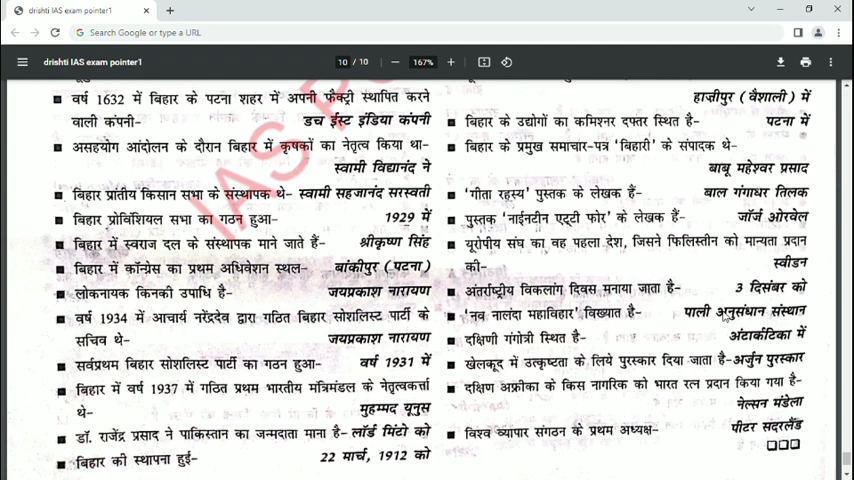 drishti IAS exam pointer1
Search Google or type a URL
drishti IAS exam pointer1
10 / 10
167%
वर्ष 1632 में बिहार के पटना शहर में अपनी फैक्ट्री स्थापित करने
वाली कंपनी- डच ईस्ट इंडिया कंपनी
असहयोग आंदोलन के दौरान बिहार में कृषकों का नेतृत्व किया था-
स्वामी विद्यानंद ने
बिहार प्रांतीय किसान सभा के संस्थापक थे- स्वामी सहजानंद सरस्वती
बिहार प्रोविंशियल सभा का गठन हुआ- 1929 में
बिहार में स्वराज दल के संस्थापक माने जाते हैं- श्रीकृष्ण सिंह
बिहार में कॉन्ग्रेस का प्रथम अधिवेशन स्थल- बांकीपुर (पटना)
लोकनायक किनकी उपाधि है- जयप्रकाश नारायण
वर्ष 1934 में आचार्य नरेंद्रदेव द्वारा गठित बिहार सोशलिस्ट पार्टी के
सचिव थे- जयप्रकाश नारायण
सर्वप्रथम बिहार सोशलिस्ट पार्टी का गठन हुआ- वर्ष 1931 में
बिहार में वर्ष 1937 में गठित प्रथम भारतीय मंत्रिमंडल के नेतृत्वकर्त्ता
थे- मुहम्मद यूनुस
डॉ. राजेंद्र प्रसाद ने पाकिस्तान का जन्मदाता माना है- लॉर्ड मिंटो को
बिहार की स्थापना हुई- 22 मार्च, 1912 को
हाज़ीपुर (वैशाली) में
बिहार के उद्योगों का कमिश्नर दफ्तर स्थित है- पटना में
बिहार के प्रमुख समाचार-पत्र 'बिहारी' के संपादक थे-
बाबू महेश्वर प्रसाद
'गीता रहस्य' पुस्तक के लेखक हैं- बाल गंगाधर तिलक
पुस्तक 'नाईनटीन एट्टी फोर' के लेखक हैं- जॉर्ज ओरवेल
यूरोपीय संघ का वह पहला देश, जिसने फिलिस्तीन को मान्यता प्रदान
की- स्वीडन
अंतर्राष्ट्रीय विकलांग दिवस मनाया जाता है- 3 दिसंबर को
'नव नालंदा महाविहार' विख्यात है- पाली अनुसंधान संस्थान
दक्षिणी गंगोत्री स्थित है- अंटार्कटिका में
खेलकूद में उत्कृष्टता के लिये पुरस्कार दिया जाता है- अर्जुन पुरस्कार
दक्षिण अफ्रीका के किस नागरिक को भारत रत्न प्रदान किया गया है-
नेल्सन मंडेला
विश्व व्यापार संगठन के प्रथम अध्यक्ष- पीटर सदरलैंड
IAS